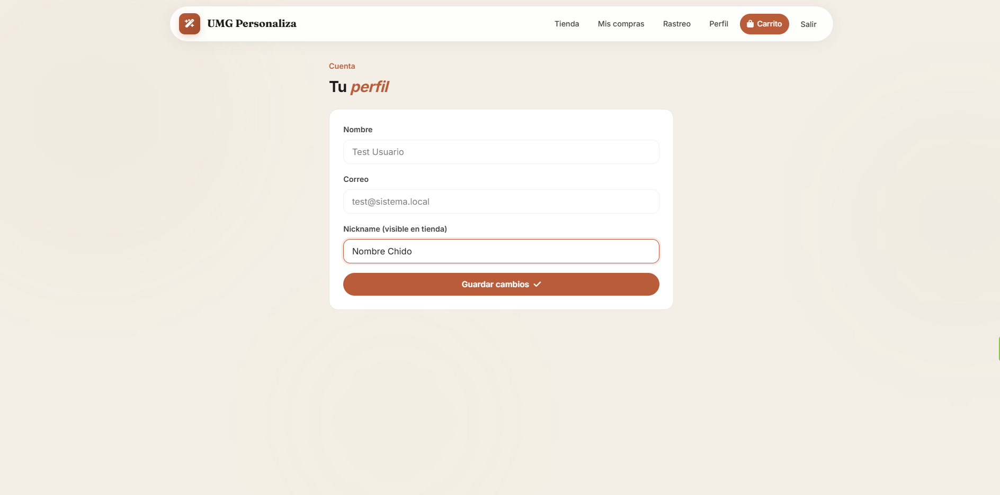 UMG Personaliza
Tienda
Mis compras
Rastreo
Perfil
Carrito
Salir
Cuenta
Tu perfil
Nombre
Test Usuario
Correo
test@sistema.local
Nickname (visible en tienda)
Nombre Chido
Guardar cambios